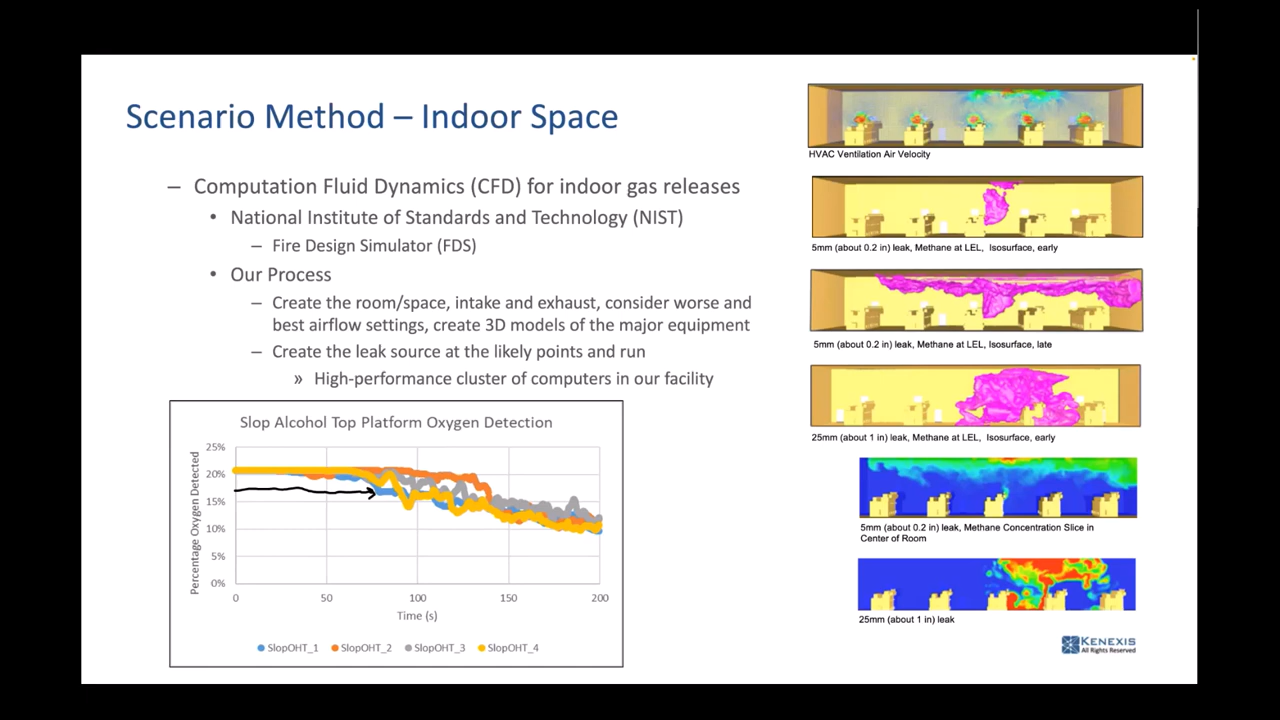 Scenario Method – Indoor Space
– Computation Fluid Dynamics (CFD) for indoor gas releases
• National Institute of Standards and Technology (NIST)
– Fire Design Simulator (FDS)
• Our Process
– Create the room/space, intake and exhaust, consider worse and
best airflow settings, create 3D models of the major equipment
– Create the leak source at the likely points and run
» High-performance cluster of computers in our facility
Slop Alcohol Top Platform Oxygen Detection
Percentage Oxygen Detected
25%
20%
15%
10%
5%
0%
0 50 100 150 200
Time (s)
SlopOHT_1 SlopOHT_2 SlopOHT_3 SlopOHT_4
HVAC Ventilation Air Velocity
5mm (about 0.2 in) leak, Methane at LEL, Isosurface, early
5mm (about 0.2 in) leak, Methane at LEL, Isosurface, late
25mm (about 1 in) leak, Methane at LEL, Isosurface, early
5mm (about 0.2 in) leak, Methane Concentration Slice in
Center of Room
25mm (about 1 in) leak
KENEXIS
All Rights Reserved